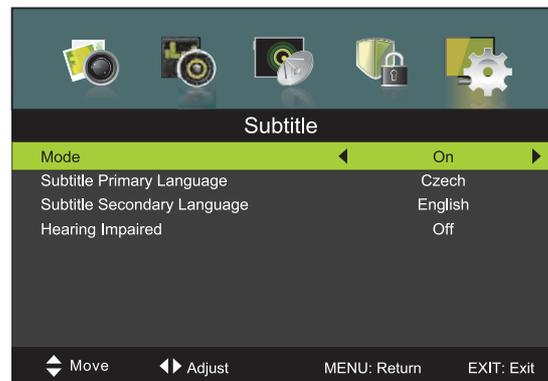 Subtitle
Mode On
Subtitle Primary Language Czech
Subtitle Secondary Language English
Hearing Impaired Off
Move Adjust MENU: Return EXIT: Exit